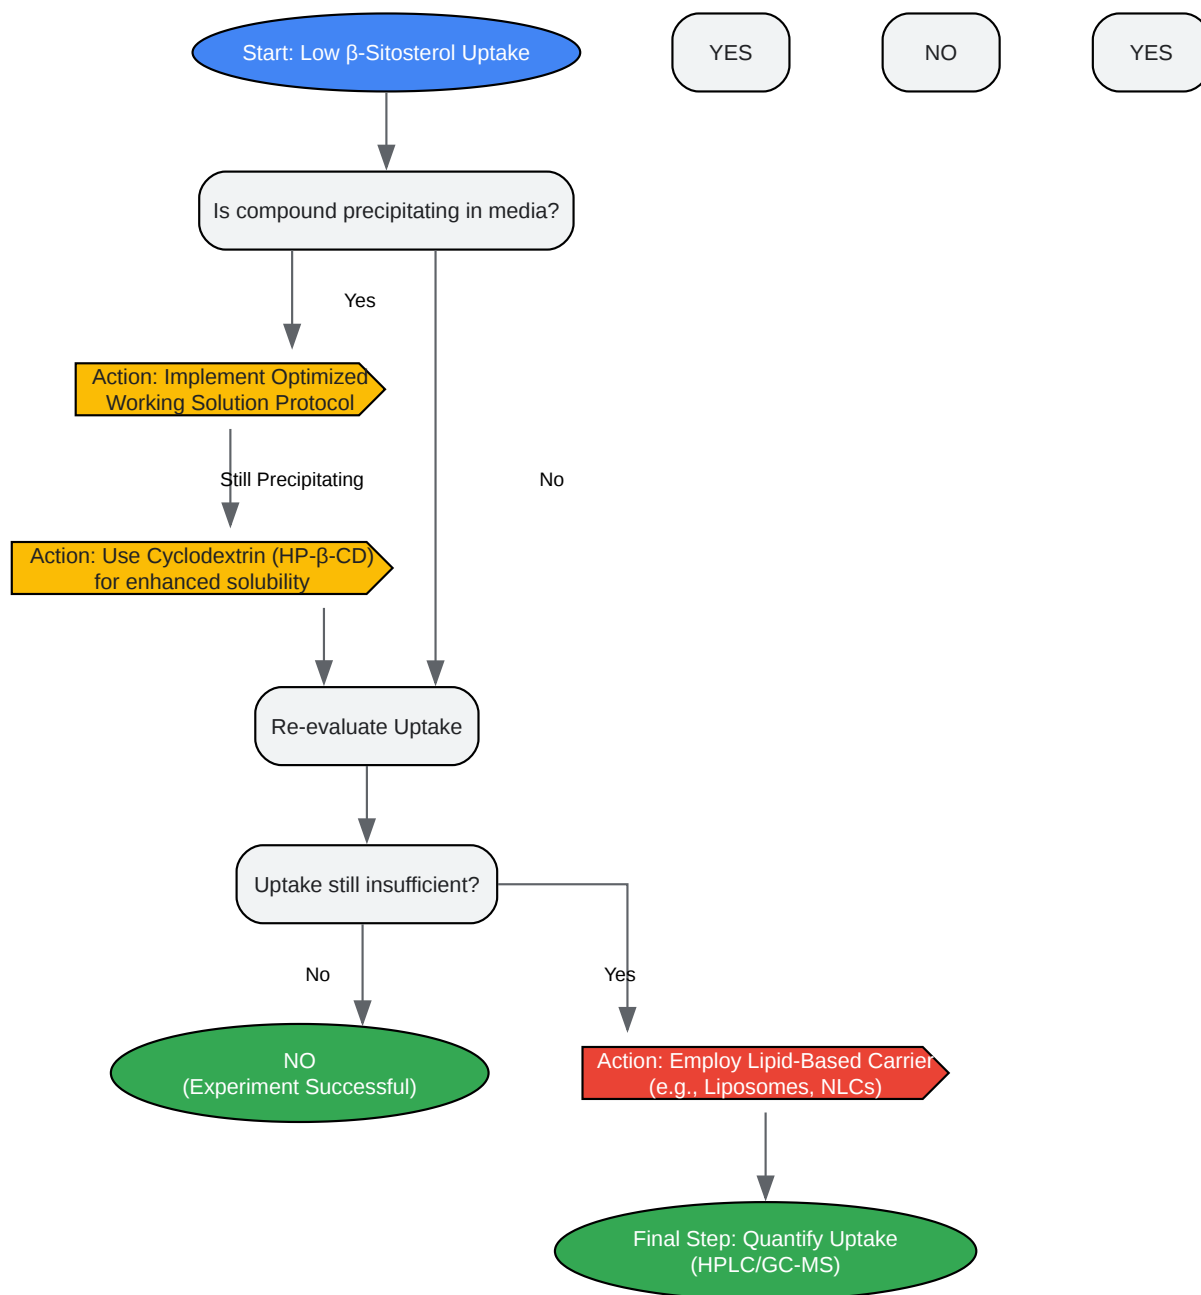 Start: Low β-Sitosterol Uptake
YES
NO
YES
Is compound precipitating in media?
Yes
Action: Implement Optimized
Working Solution Protocol
Still Precipitating
No
Action: Use Cyclodextrin (HP-β-CD)
for enhanced solubility
Re-evaluate Uptake
Uptake still insufficient?
No
Yes
NO
(Experiment Successful)
Action: Employ Lipid-Based Carrier
(e.g., Liposomes, NLCs)
Final Step: Quantify Uptake
(HPLC/GC-MS)